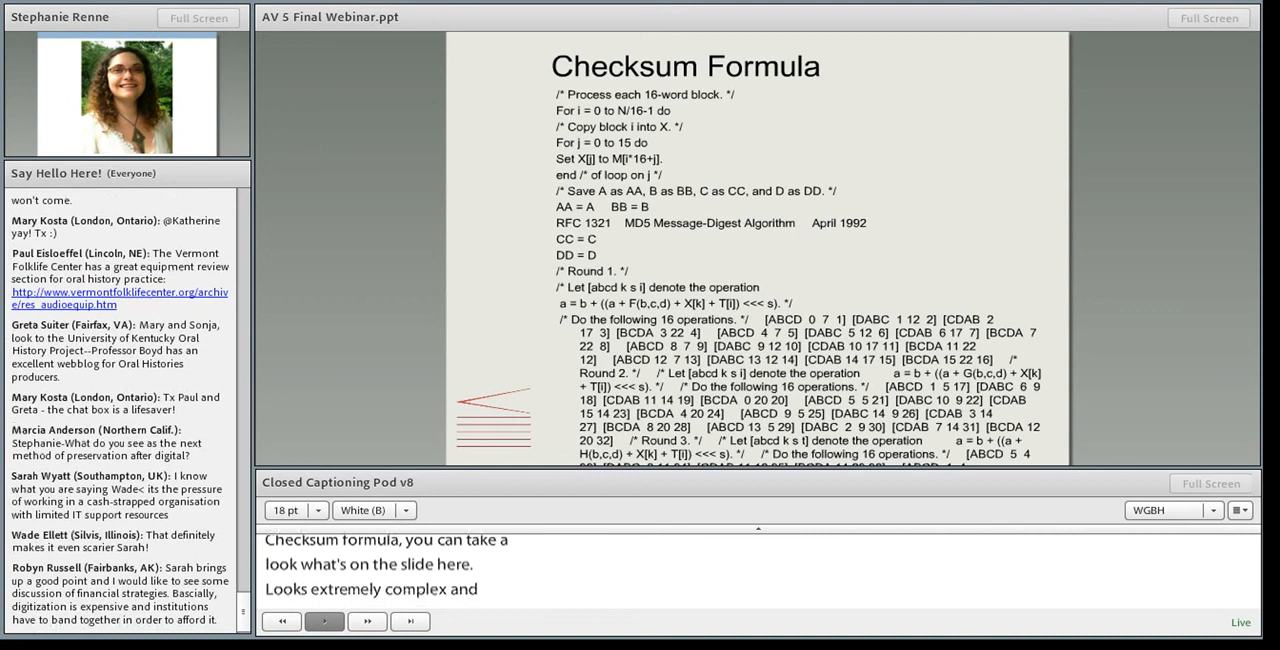 Stephanie Renne
Full Screen
Say Hello Here! (Everyone)
won't come.
Mary Kosta (London, Ontario): @Katherine
yay! Tx :)
Paul Eisloeffel (Lincoln, NE): The Vermont
Folklife Center has a great equipment review
section for oral history practice:
http://www.vermontfolklifecenter.org/archiv
e/res_audioequip.htm
Greta Suiter (Fairfax, VA): Mary and Sonja,
look to the University of Kentucky Oral
History Project--Professor Boyd has an
excellent webblog for Oral Histories
producers.
Mary Kosta (London, Ontario): Tx Paul and
Greta - the chat box is a lifesaver!
Marcia Anderson (Northern Calif.):
Stephanie-What do you see as the next
method of preservation after digital?
Sarah Wyatt (Southampton, UK): I know
what you are saying Wade< its the pressure
of working in a cash-strapped organisation
with limited IT support resources
Wade Ellett (Silvis, Illinois): That definitely
makes it even scarier Sarah!
Robyn Russell (Fairbanks, AK): Sarah brings
up a good point and I would like to see some
discussion of financial strategies. Bascially,
digitization is expensive and institutions
have to band together in order to afford it.
AV 5 Final Webinar.ppt
Full Screen
Checksum Formula
/* Process each 16-word block. */
For i = 0 to N/16-1 do
/* Copy block i into X. */
For j = 0 to 15 do
Set X[j] to M[i*16+j].
end /* of loop on j */
/* Save A as AA, B as BB, C as CC, and D as DD. */
AA = A BB = B
RFC 1321 MD5 Message-Digest Algorithm April 1992
CC = C
DD = D
/* Round 1. */
/* Let [abcd k s i] denote the operation
a = b + ((a + F(b,c,d) + X[k] + T[i]) <<< s). */
/* Do the following 16 operations. */ [ABCD 0 7 1] [DABC 1 12 2] [CDAB 2
17 3] [BCDA 3 22 4] [ABCD 4 7 5] [DABC 5 12 6] [CDAB 6 17 7] [BCDA 7
22 8] [ABCD 8 7 9] [DABC 9 12 10] [CDAB 10 17 11] [BCDA 11 22
12] [ABCD 12 7 13] [DABC 13 12 14] [CDAB 14 17 15] [BCDA 15 22 16] /*
Round 2. */ /* Let [abcd k s i] denote the operation a = b + ((a + G(b,c,d) + X[k]
+ T[i]) <<< s). */ /* Do the following 16 operations. */ [ABCD 1 5 17] [DABC 6 9
18] [CDAB 11 14 19] [BCDA 0 20 20] [ABCD 5 5 21] [DABC 10 9 22] [CDAB
15 14 23] [BCDA 4 20 24] [ABCD 9 5 25] [DABC 14 9 26] [CDAB 3 14
27] [BCDA 8 20 28] [ABCD 13 5 29] [DABC 2 9 30] [CDAB 7 14 31] [BCDA 12
20 32] /* Round 3. */ /* Let [abcd k s t] denote the operation a = b + ((a +
H(b,c,d) + X[k] + T[i]) <<< s). */ /* Do the following 16 operations. */ [ABCD 5 4
Closed Captioning Pod v8
Full Screen
18 pt
White (B)
WGBH
Checksum formula, you can take a
look what's on the slide here.
Looks extremely complex and
Live